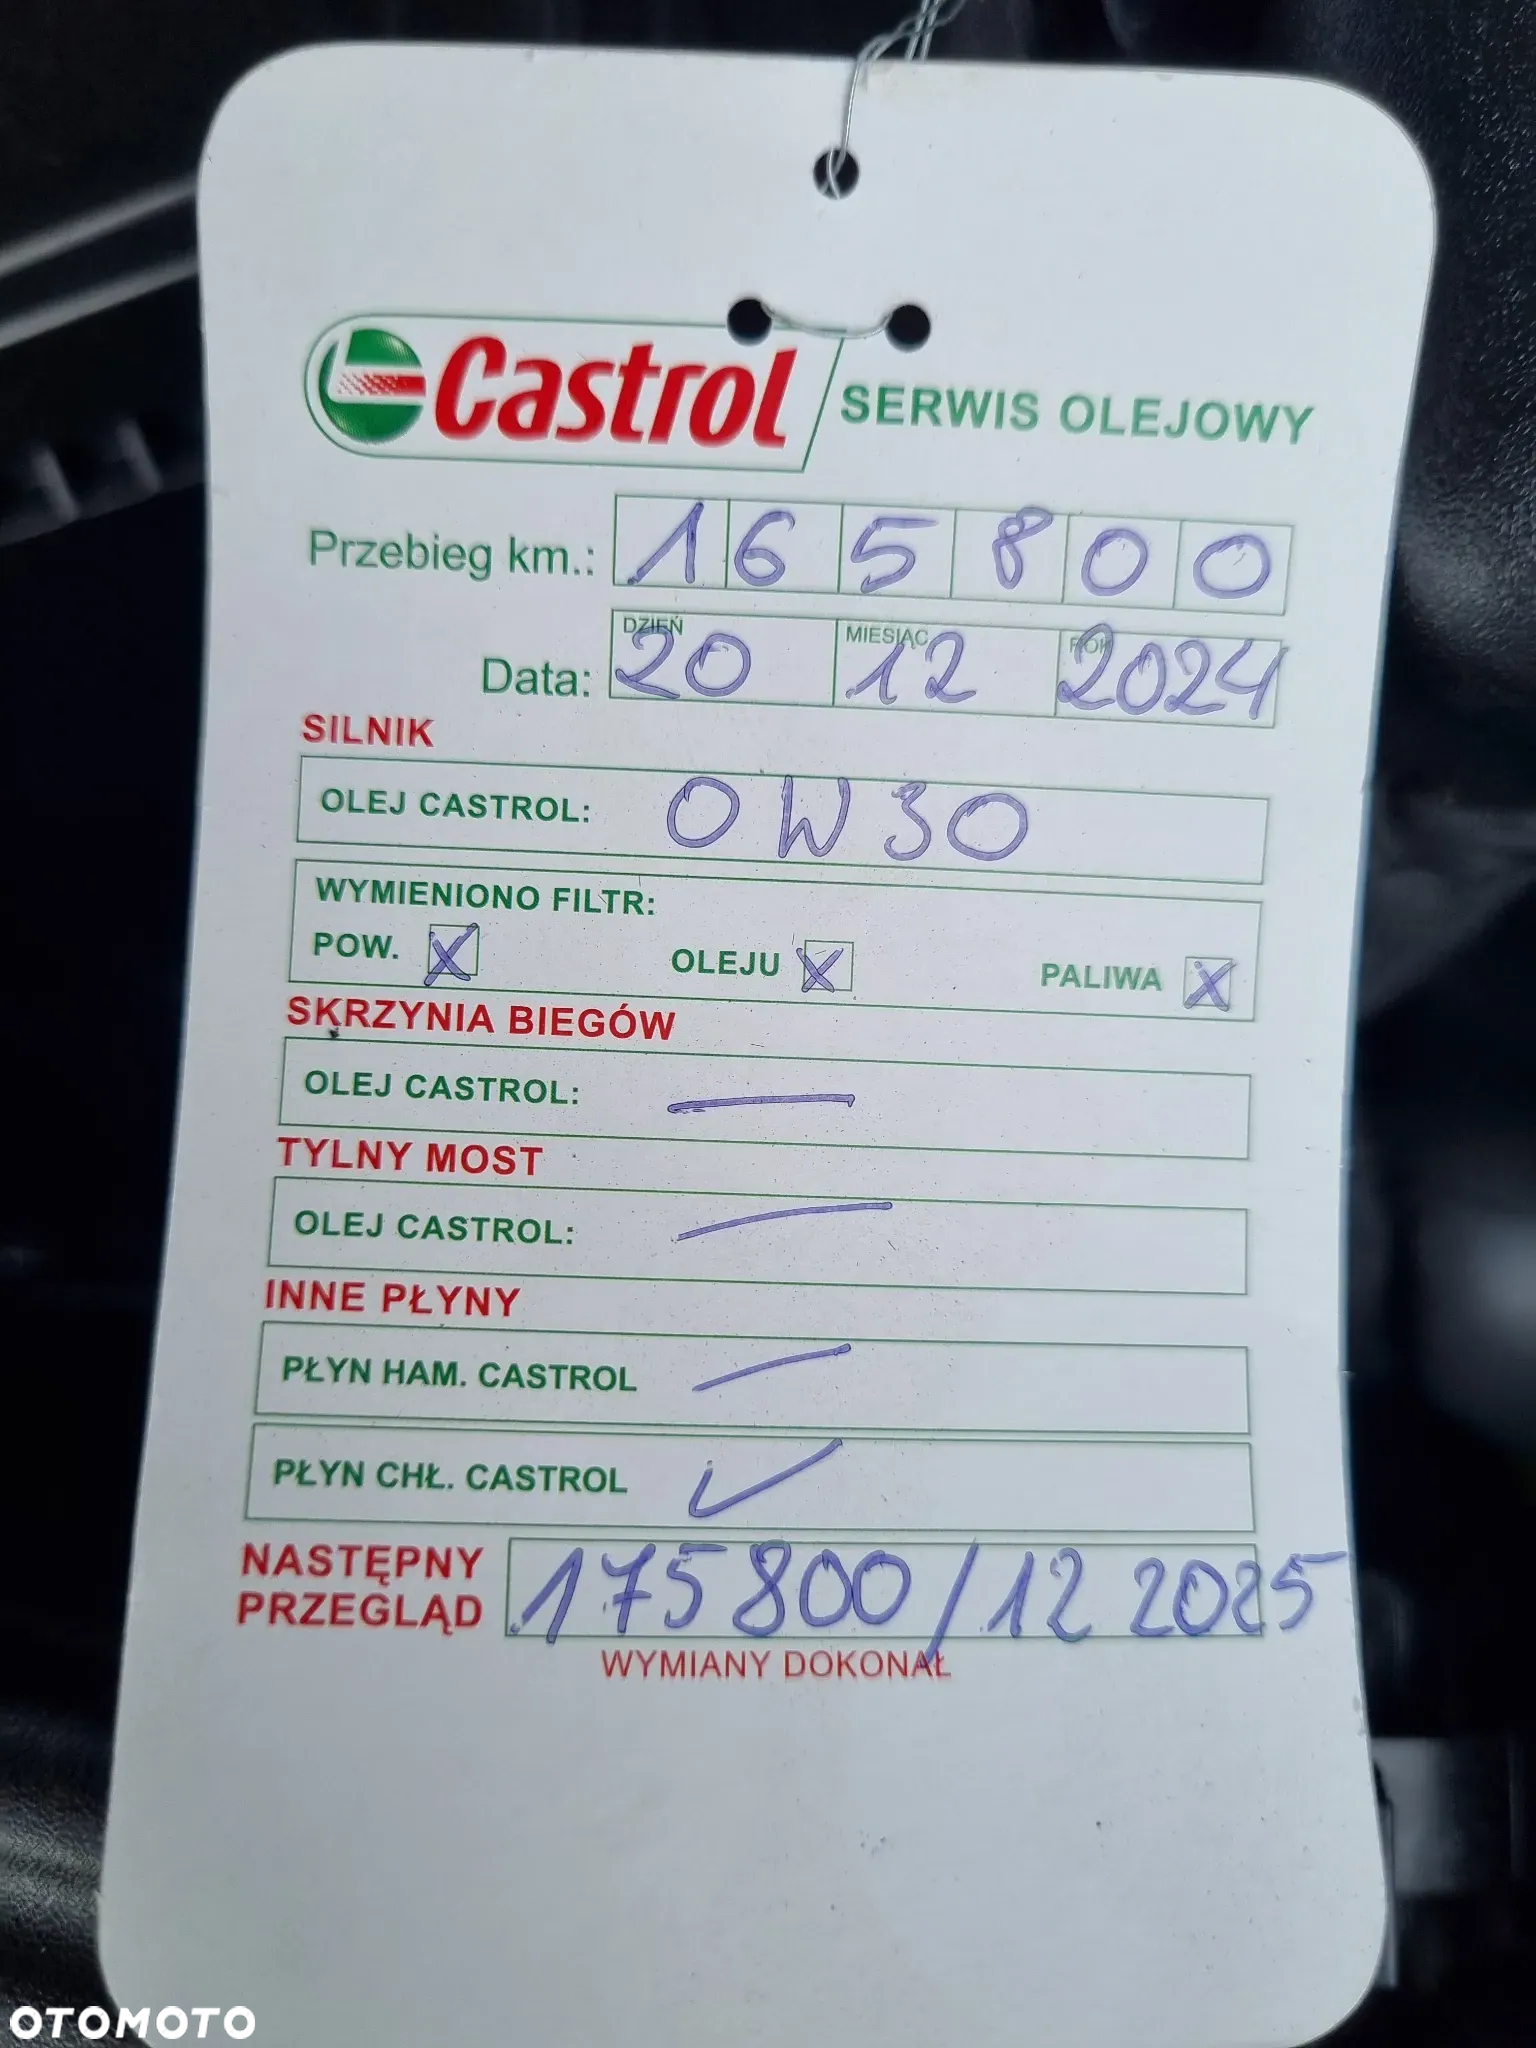 Castrol SERWIS OLEJOWY
Przebieg km.: 165800
DZIEŃ MIESIĄC ROK
Data: 20 12 2024
SILNIK
OLEJ CASTROL: 0W30
WYMIENIONO FILTR:
POW. X OLEJU X PALIWA X
SKRZYNIA BIEGÓW
OLEJ CASTROL: —
TYLNY MOST
OLEJ CASTROL: —
INNE PŁYNY
PŁYN HAM. CASTROL —
PŁYN CHŁ. CASTROL ✓
NASTĘPNY
PRZEGLĄD 175800/12 2025
WYMIANY DOKONAŁ
OTOMOTO